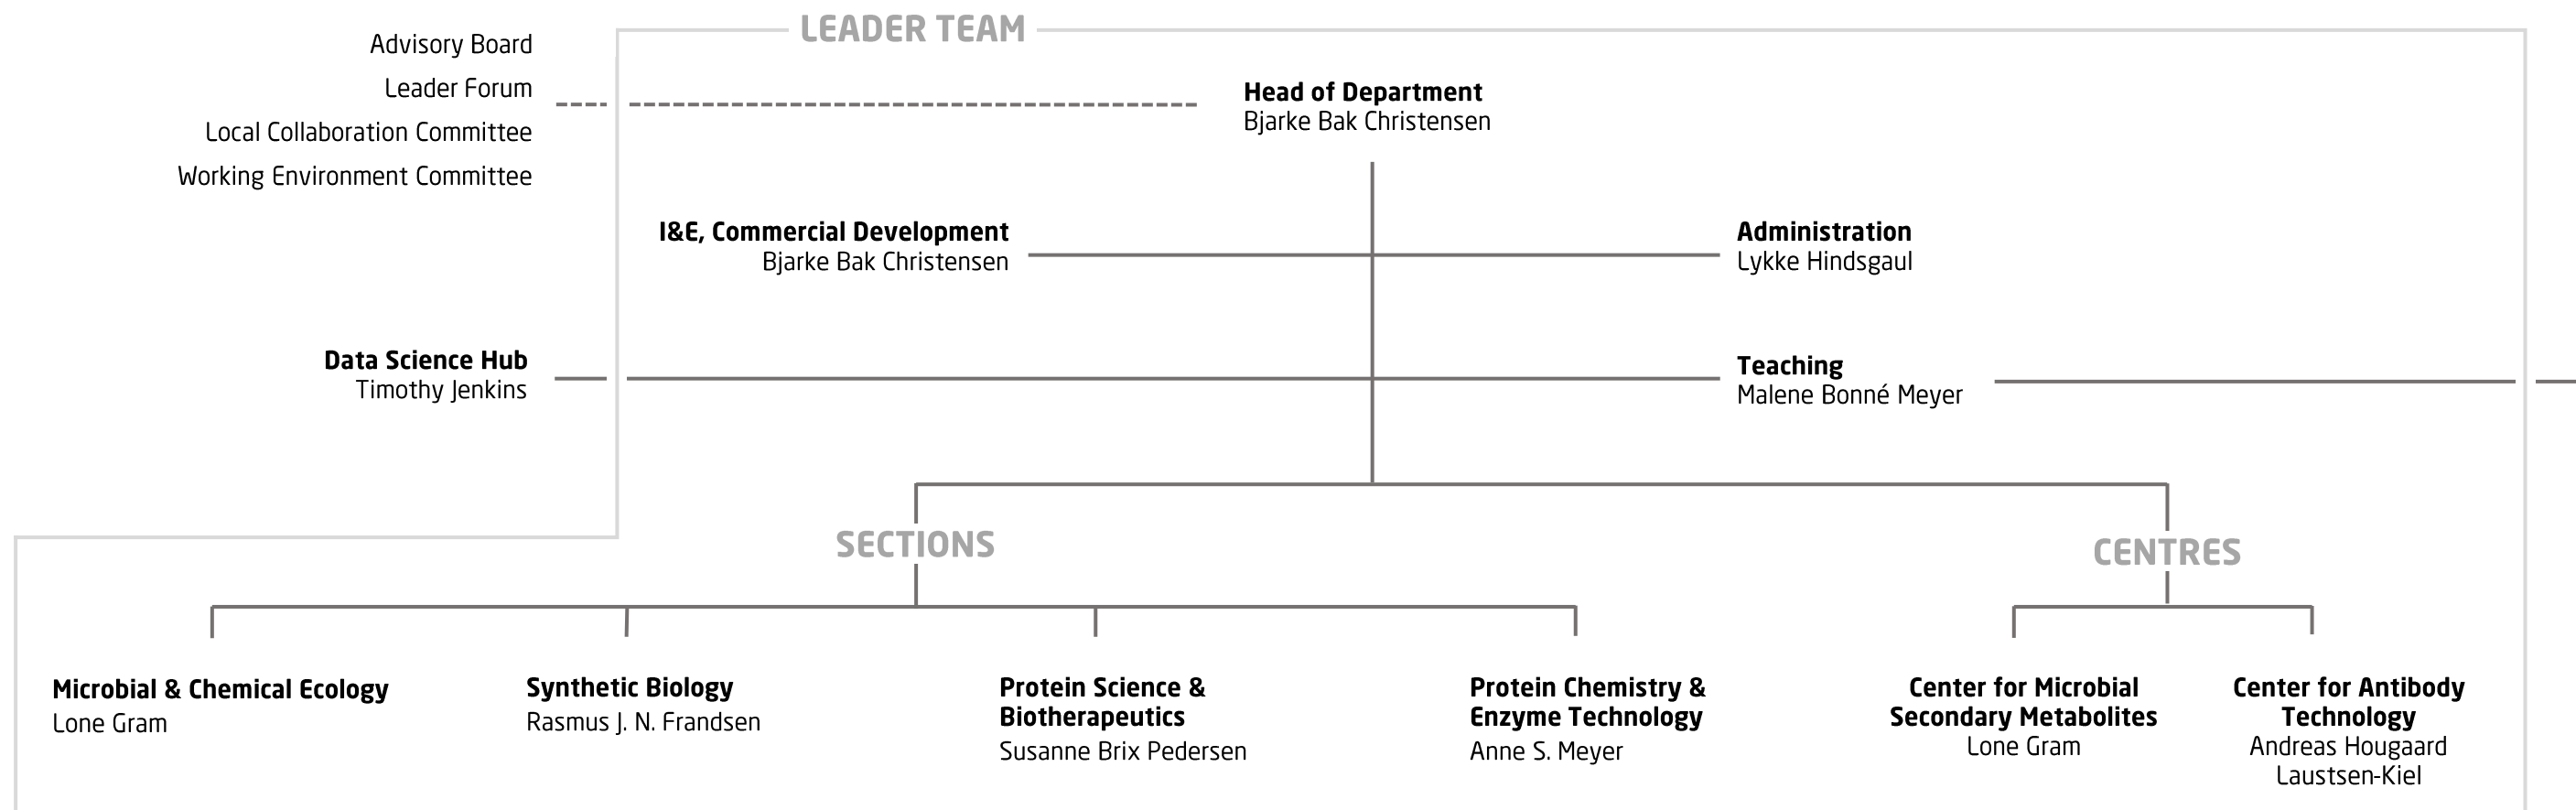 LEADER TEAM
Advisory Board
Leader Forum
Local Collaboration Committee
Working Environment Committee
Head of Department
Bjarke Bak Christensen
I&E, Commercial Development
Bjarke Bak Christensen
Administration
Lykke Hindsgaul
Data Science Hub
Timothy Jenkins
Teaching
Malene Bonné Meyer
SECTIONS
CENTRES
Microbial & Chemical Ecology
Lone Gram
Synthetic Biology
Rasmus J. N. Frandsen
Protein Science &
Biotherapeutics
Susanne Brix Pedersen
Protein Chemistry &
Enzyme Technology
Anne S. Meyer
Center for Microbial
Secondary Metabolites
Lone Gram
Center for Antibody
Technology
Andreas Hougaard
Laustsen-Kiel